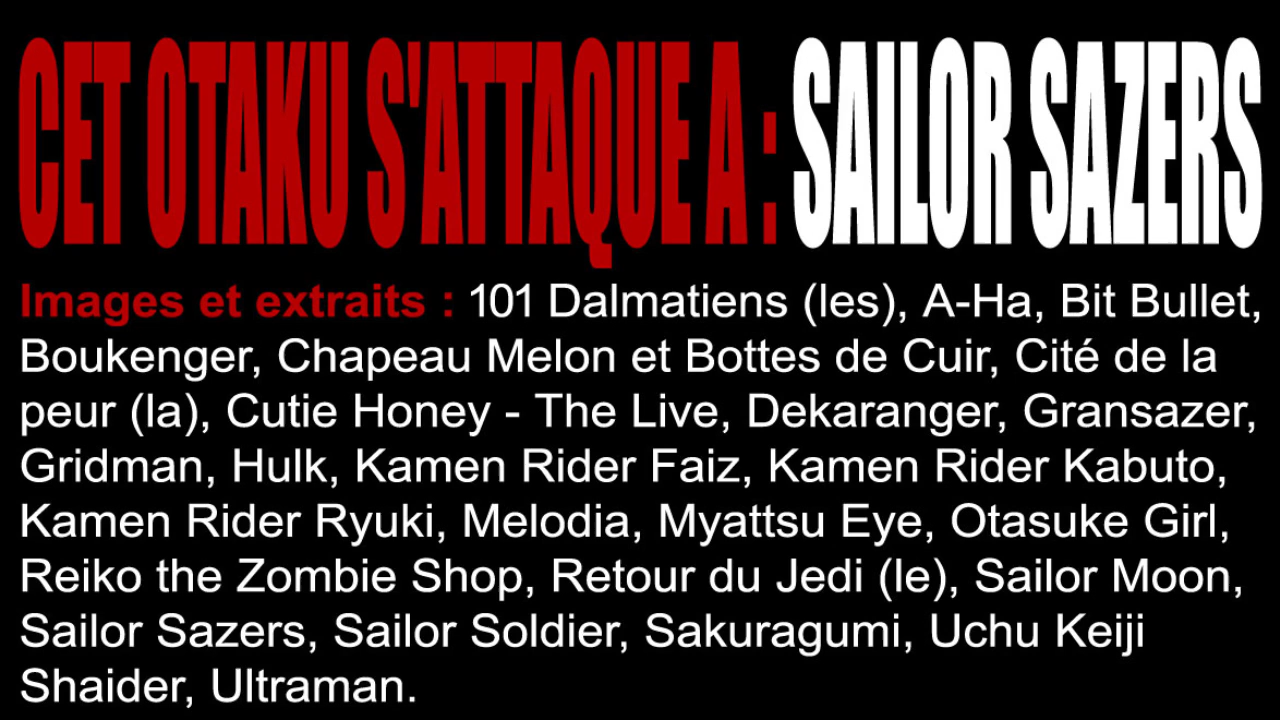 CET OTAKU S'ATTAQUE A : SAILOR SAZERS
Images et extraits : 101 Dalmatiens (les), A-Ha, Bit Bullet,
Boukenger, Chapeau Melon et Bottes de Cuir, Cité de la
peur (la), Cutie Honey - The Live, Dekaranger, Gransazer,
Gridman, Hulk, Kamen Rider Faiz, Kamen Rider Kabuto,
Kamen Rider Ryuki, Melodia, Myattsu Eye, Otasuke Girl,
Reiko the Zombie Shop, Retour du Jedi (le), Sailor Moon,
Sailor Sazers, Sailor Soldier, Sakuragumi, Uchu Keiji
Shaider, Ultraman.